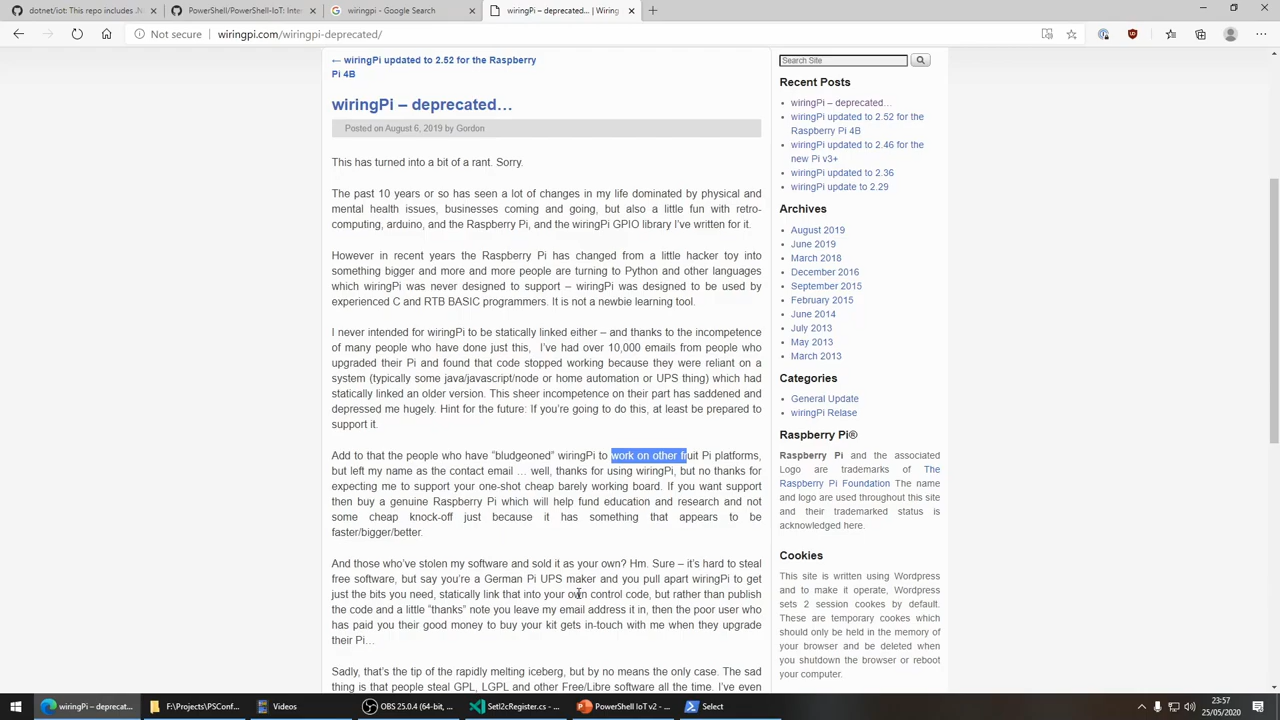 dotnet/iot: This repo includes .N
PowerShell/PowerShell-IoT: Inter
wiringPi - Google Search
wiringPi – deprecated... | Wiring
Not secure
wiringpi.com/wiringpi-deprecated/
← wiringPi updated to 2.52 for the Raspberry
Pi 4B
wiringPi – deprecated…
Posted on August 6, 2019 by Gordon
This has turned into a bit of a rant. Sorry.
The past 10 years or so has seen a lot of changes in my life dominated by physical and
mental health issues, businesses coming and going, but also a little fun with retro-
computing, arduino, and the Raspberry Pi, and the wiringPi GPIO library I've written for it.
However in recent years the Raspberry Pi has changed from a little hacker toy into
something bigger and more and more people are turning to Python and other languages
which wiringPi was never designed to support – wiringPi was designed to be used by
experienced C and RTB BASIC programmers. It is not a newbie learning tool.
I never intended for wiringPi to be statically linked either – and thanks to the incompetence
of many people who have done just this, I've had over 10,000 emails from people who
upgraded their Pi and found that code stopped working because they were reliant on a
system (typically some java/javascript/node or home automation or UPS thing) which had
statically linked an older version. This sheer incompetence on their part has saddened and
depressed me hugely. Hint for the future: If you're going to do this, at least be prepared to
support it.
Add to that the people who have “bludgeoned” wiringPi to work on other fruit Pi platforms,
but left my name as the contact email … well, thanks for using wiringPi, but no thanks for
expecting me to support your one-shot cheap barely working board. If you want support
then buy a genuine Raspberry Pi which will help fund education and research and not
some cheap knock-off just because it has something that appears to be
faster/bigger/better.
And those who've stolen my software and sold it as your own? Hm. Sure – it's hard to steal
free software, but say you're a German Pi UPS maker and you pull apart wiringPi to get
just the bits you need, statically link that into your own control code, but rather than publish
the code and a little “thanks” note you leave my email address it in, then the poor user who
has paid you their good money to buy your kit gets in-touch with me when they upgrade
their Pi…
Sadly, that's the tip of the rapidly melting iceberg, but by no means the only case. The sad
thing is that people steal GPL, LGPL and other Free/Libre software all the time. I've even
Search Site
Recent Posts
wiringPi – deprecated…
wiringPi updated to 2.52 for the
Raspberry Pi 4B
wiringPi updated to 2.46 for the
new Pi v3+
wiringPi updated to 2.36
wiringPi update to 2.29
Archives
August 2019
June 2019
March 2018
December 2016
September 2015
February 2015
June 2014
July 2013
May 2013
March 2013
Categories
General Update
wiringPi Relase
Raspberry Pi®
Raspberry Pi and the associated
Logo are trademarks of The
Raspberry Pi Foundation The name
and logo are used throughout this site
and their trademarked status is
acknowledged here.
Cookies
This site is written using Wordpress
and to make it operate, Wordpress
sets 2 session cookes by default.
These are temporary cookes which
should only be held in the memory of
your browser and be deleted when
you shutdown the browser or reboot
your computer.
wiringPi – deprecat...
F:\Projects\PSConf...
Videos
OBS 25.0.4 (64-bit, ...
SetI2cRegister.cs - ...
PowerShell IoT v2 - ...
Select
23:57
25/05/2020